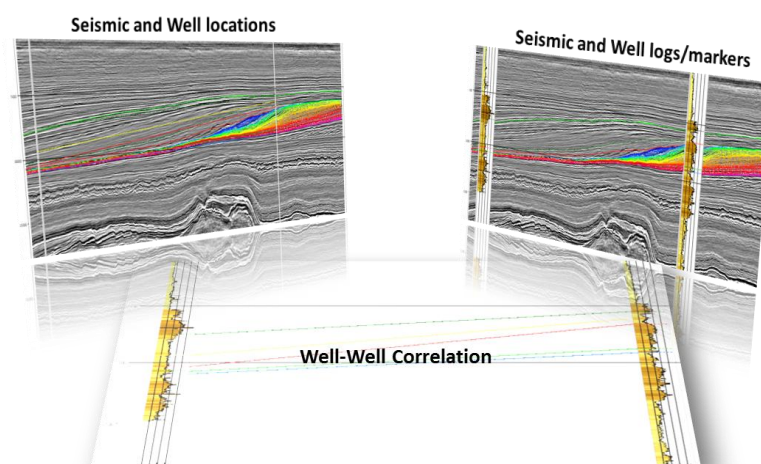 Seismic and Well locations
Seismic and Well logs/markers
Well-Well Correlation